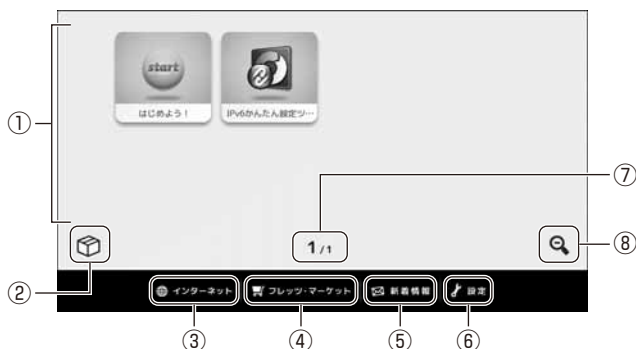 ①
start
はじめよう！
IPv6かんたん設定ツ…
⑦
②
1/1
⑧
インターネット
フレッツ・マーケット
新着情報
設定
③
④
⑤
⑥